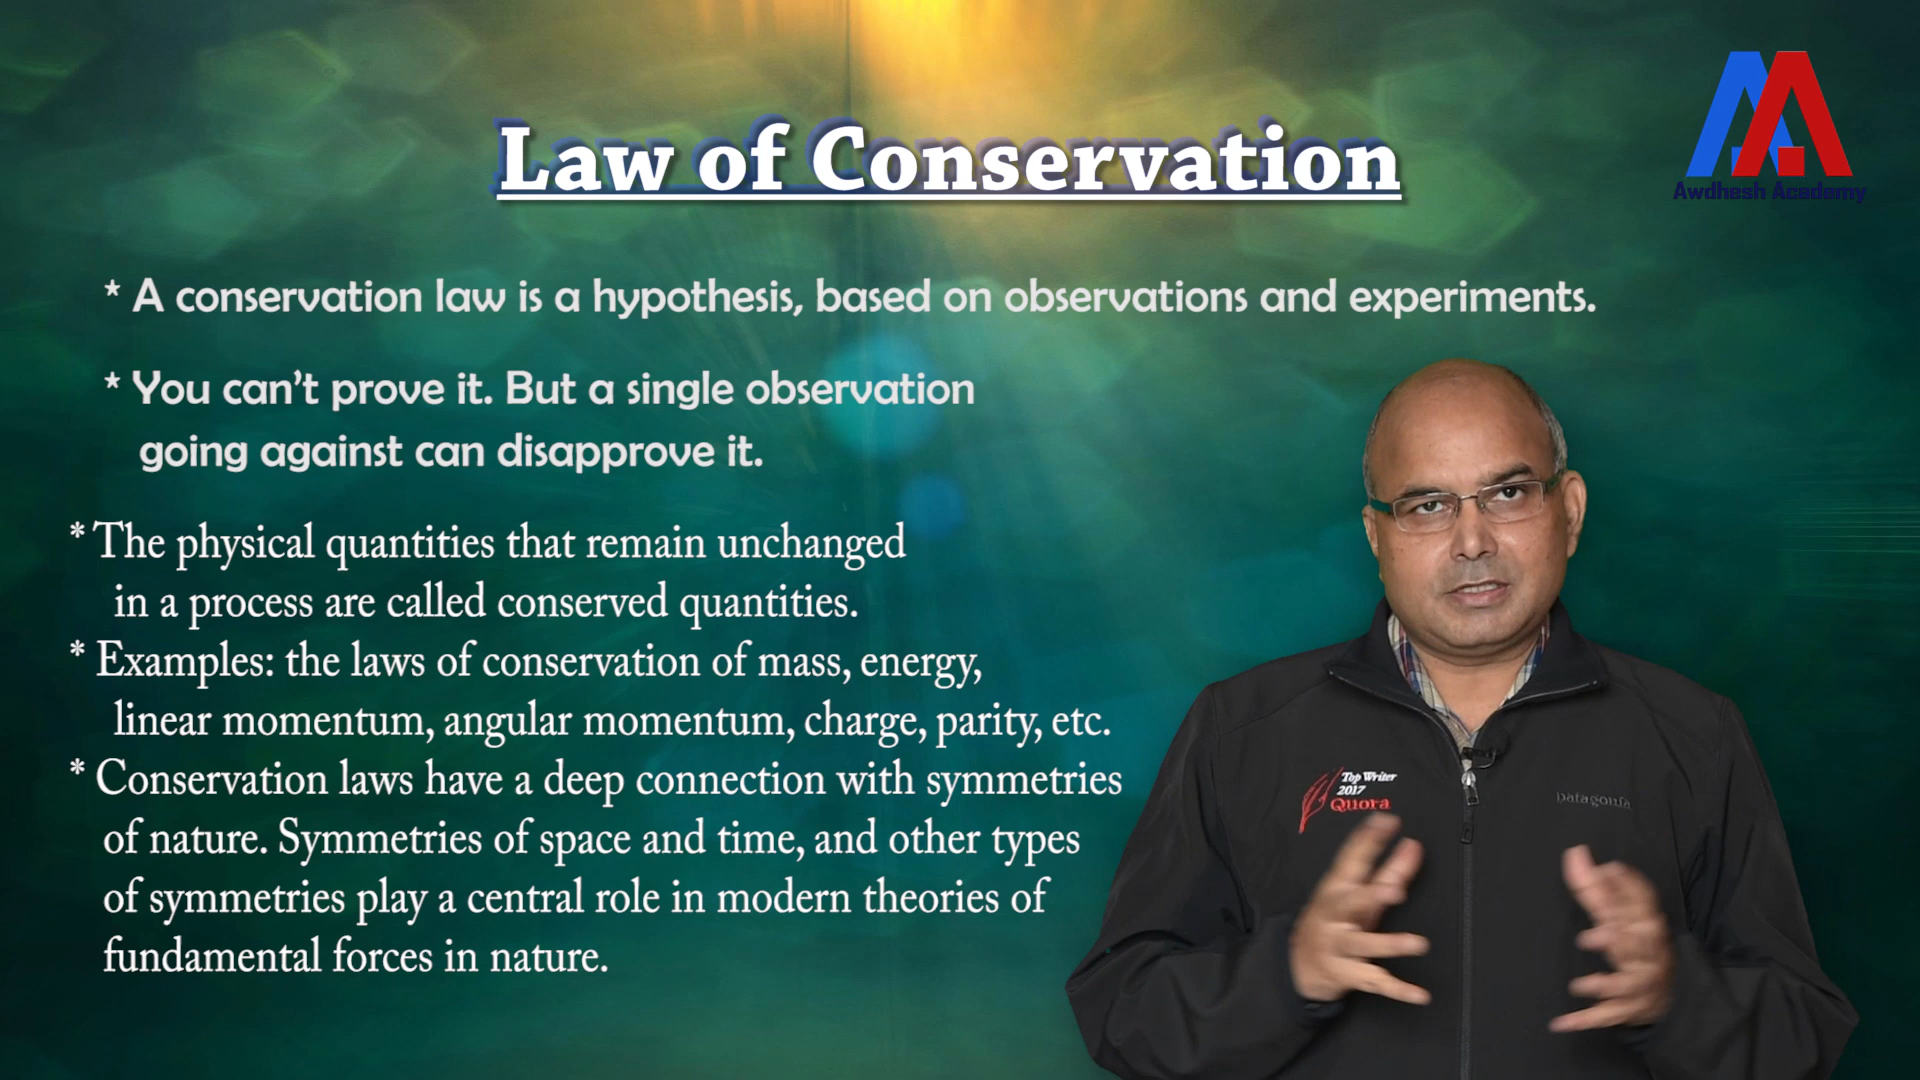 Law of Conservation
Awdhesh Academy
* A conservation law is a hypothesis, based on observations and experiments.
* You can't prove it. But a single observation
going against can disapprove it.
* The physical quantities that remain unchanged
in a process are called conserved quantities.
* Examples: the laws of conservation of mass, energy,
linear momentum, angular momentum, charge, parity, etc.
* Conservation laws have a deep connection with symmetries
of nature. Symmetries of space and time, and other types
of symmetries play a central role in modern theories of
fundamental forces in nature.
Top Writer
2017
Quora
patagonia